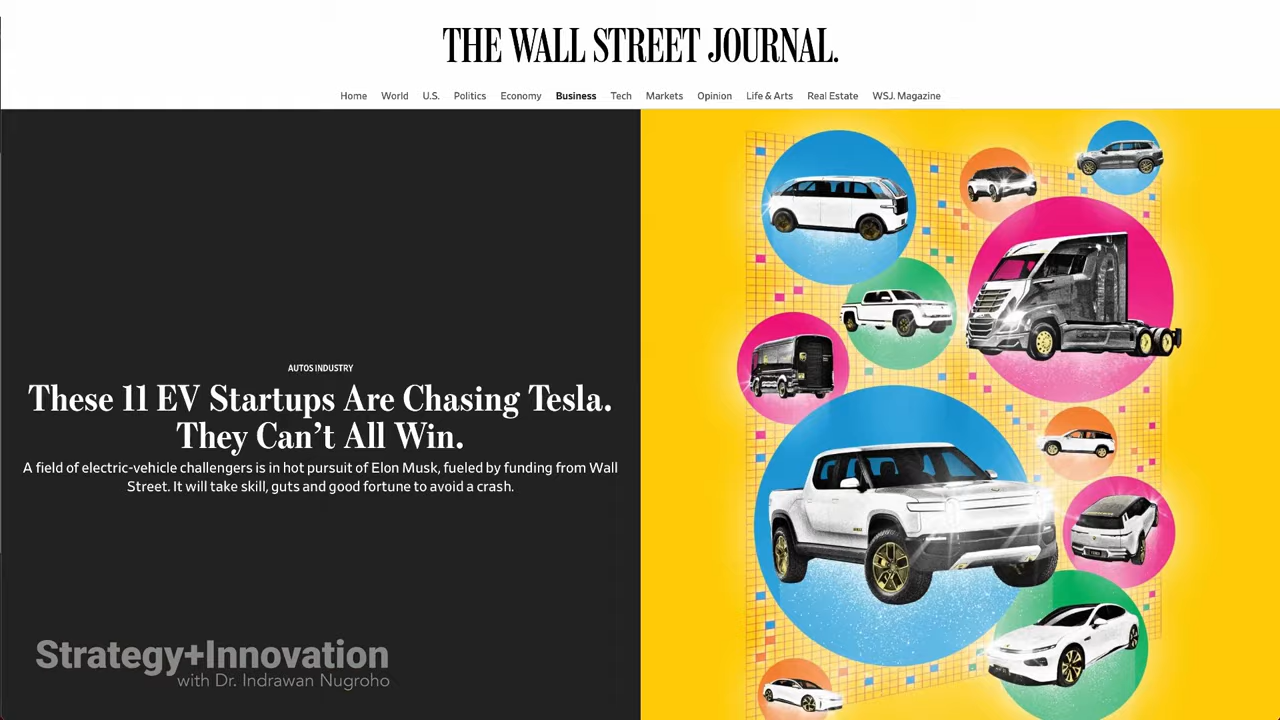 THE WALL STREET JOURNAL.
Home World U.S. Politics Economy Business Tech Markets Opinion Life & Arts Real Estate WSJ. Magazine
AUTOS INDUSTRY
These 11 EV Startups Are Chasing Tesla.
They Can't All Win.
A field of electric-vehicle challengers is in hot pursuit of Elon Musk, fueled by funding from Wall
Street. It will take skill, guts and good fortune to avoid a crash.
Strategy+Innovation
with Dr. Indrawan Nugroho